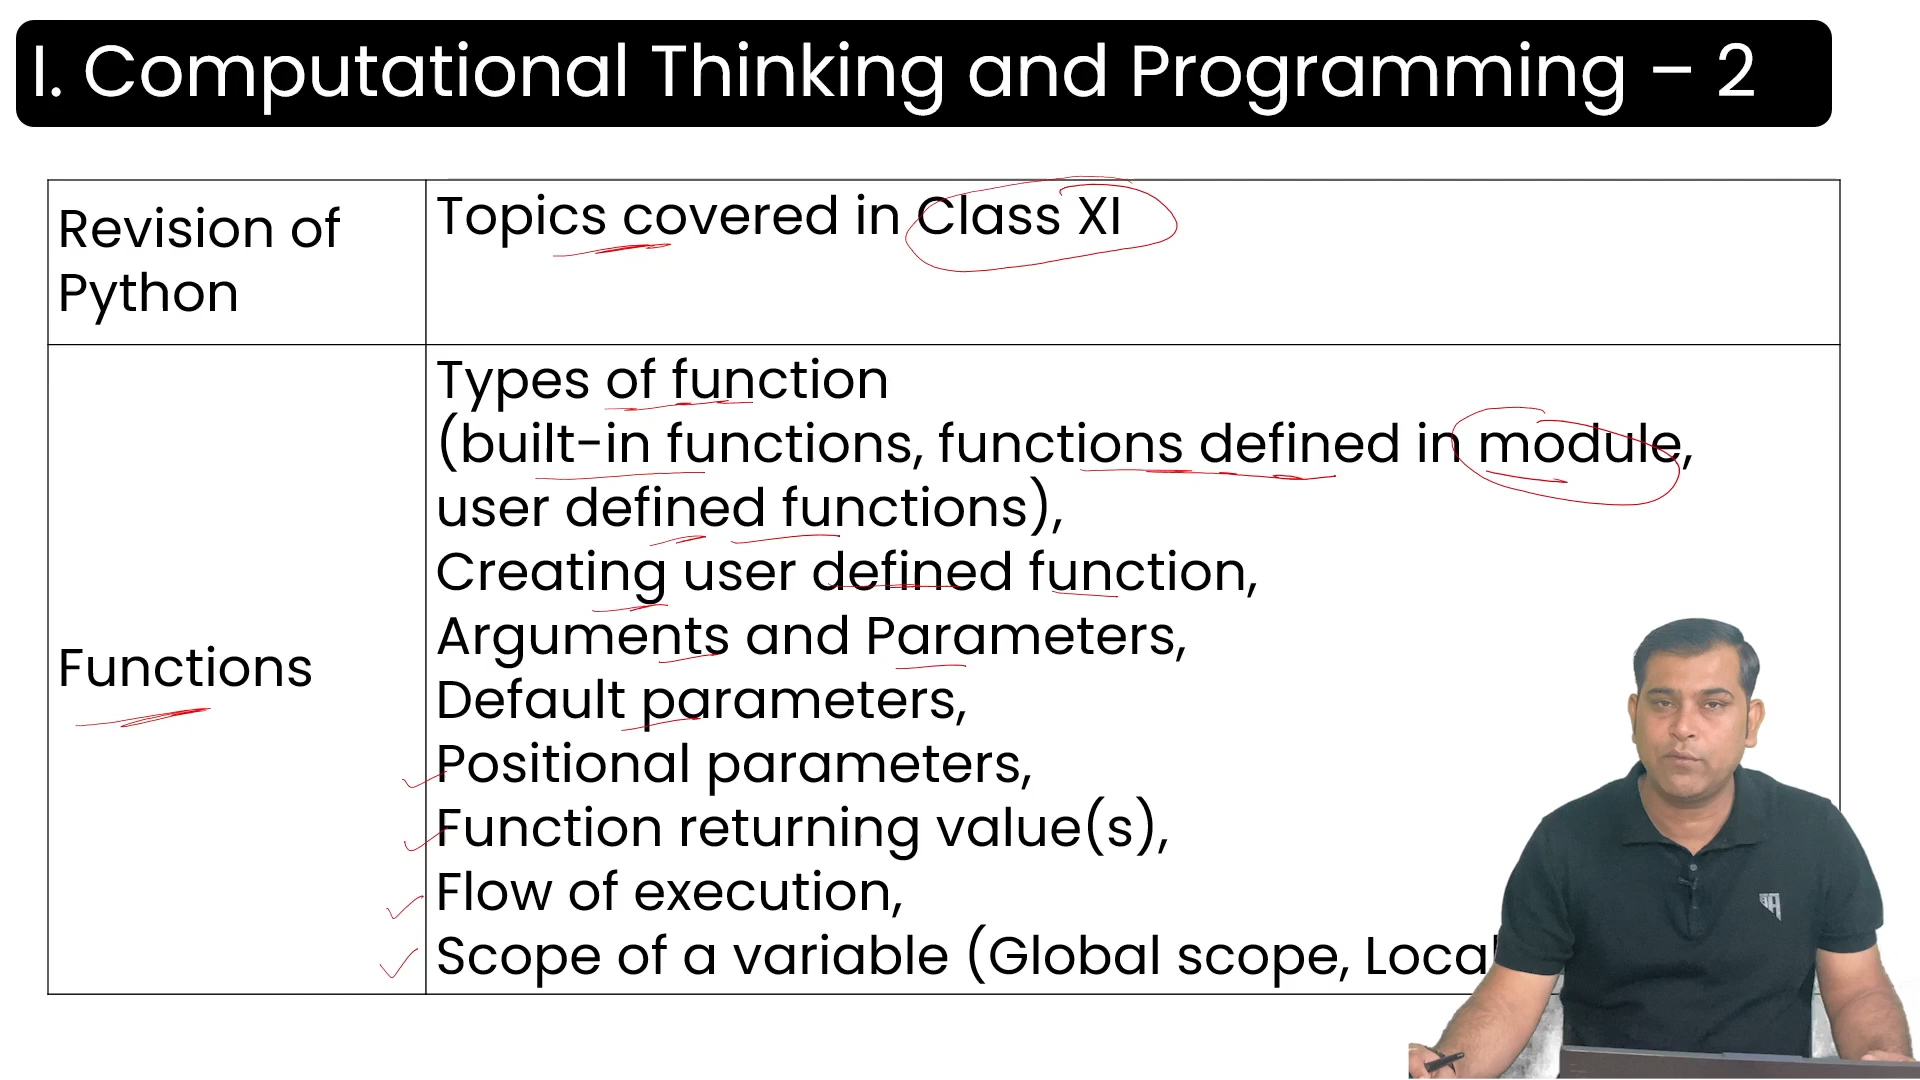 I. Computational Thinking and Programming – 2
Revision of
Python
Topics covered in Class XI
Functions
Types of function
(built-in functions, functions defined in module,
user defined functions),
Creating user defined function,
Arguments and Parameters,
Default parameters,
Positional parameters,
Function returning value(s),
Flow of execution,
Scope of a variable (Global scope, Local